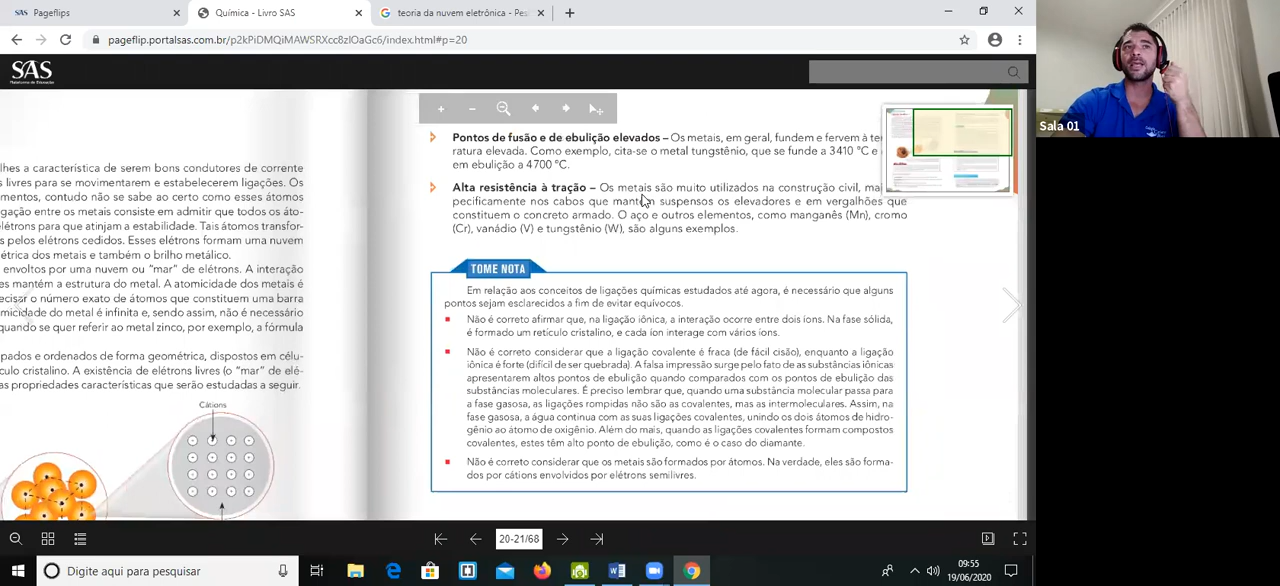 Pageflips
Química - Livro SAS
teoria da nuvem eletrônica - Pes
pageflip.portalsas.com.br/p2kPiDMQiMAWSRXcc8zIOaGc6/index.html#p=20
SAS
Plataforma de Educação
Sala 01
Pontos de fusão e de ebulição elevados – Os metais, em geral, fundem e fervem à te
ratura elevada. Como exemplo, cita-se o metal tungstênio, que se funde a 3410 °C e
em ebulição a 4700 °C.
Alta resistência à tração – Os metais são muito utilizados na construção civil, ma
pecificamente nos cabos que mantêm suspensos os elevadores e em vergalhões que
constituem o concreto armado. O aço e outros elementos, como manganês (Mn), cromo
(Cr), vanádio (V) e tungstênio (W), são alguns exemplos.
lhes a característica de serem bons condutores de corrente
s livres para se movimentarem e estabelecerem ligações. Os
mentos, contudo não se sabe ao certo como esses átomos
gação entre os metais consiste em admitir que todos os áto-
elétrons para que atinjam a estabilidade. Tais átomos transfor-
s pelos elétrons cedidos. Esses elétrons formam uma nuvem
létrica dos metais e também o brilho metálico.
envoltos por uma nuvem ou "mar" de elétrons. A interação
es mantém a estrutura do metal. A atomicidade dos metais é
ecisar o número exato de átomos que constituem uma barra
micidade do metal é infinita e, sendo assim, não é necessário
quando se quer referir ao metal zinco, por exemplo, a fórmula
pados e ordenados de forma geométrica, dispostos em célu-
culo cristalino. A existência de elétrons livres (o "mar" de elé-
as propriedades características que serão estudadas a seguir.
Cátions
TOME NOTA
Em relação aos conceitos de ligações químicas estudados até agora, é necessário que alguns
pontos sejam esclarecidos a fim de evitar equívocos.
Não é correto afirmar que, na ligação iônica, a interação ocorre entre dois íons. Na fase sólida,
é formado um retículo cristalino, e cada íon interage com vários íons.
Não é correto considerar que a ligação covalente é fraca (de fácil cisão), enquanto a ligação
iônica é forte (difícil de ser quebrada). A falsa impressão surge pelo fato de as substâncias iônicas
apresentarem altos pontos de ebulição quando comparados com os pontos de ebulição das
substâncias moleculares. É preciso lembrar que, quando uma substância molecular passa para
a fase gasosa, as ligações rompidas não são as covalentes, mas as intermoleculares. Assim, na
fase gasosa, a água continua com as suas ligações covalentes, unindo os dois átomos de hidro-
gênio ao átomo de oxigênio. Além do mais, quando as ligações covalentes formam compostos
covalentes, estes têm alto ponto de ebulição, como é o caso do diamante.
Não é correto considerar que os metais são formados por átomos. Na verdade, eles são forma-
dos por cátions envolvidos por elétrons semilivres.
20-21/68
Digite aqui para pesquisar
09:55
19/06/2020